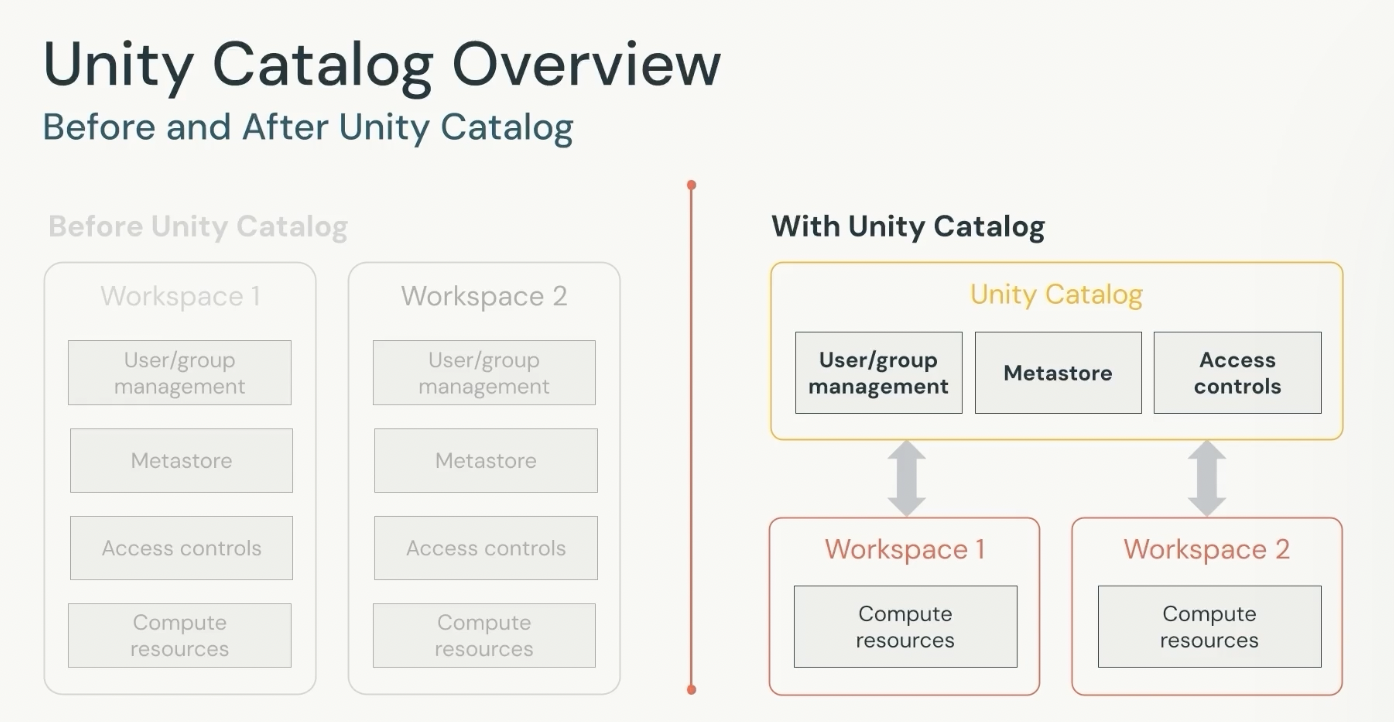 Unity Catalog Overview
Before and After Unity Catalog
Before Unity Catalog
Workspace 1
User/group
management
Metastore
Access controls
Compute
resources
Workspace 2
User/group
management
Metastore
Access controls
Compute
resources
With Unity Catalog
Unity Catalog
User/group
management
Metastore
Access
controls
Workspace 1
Compute
resources
Workspace 2
Compute
resources